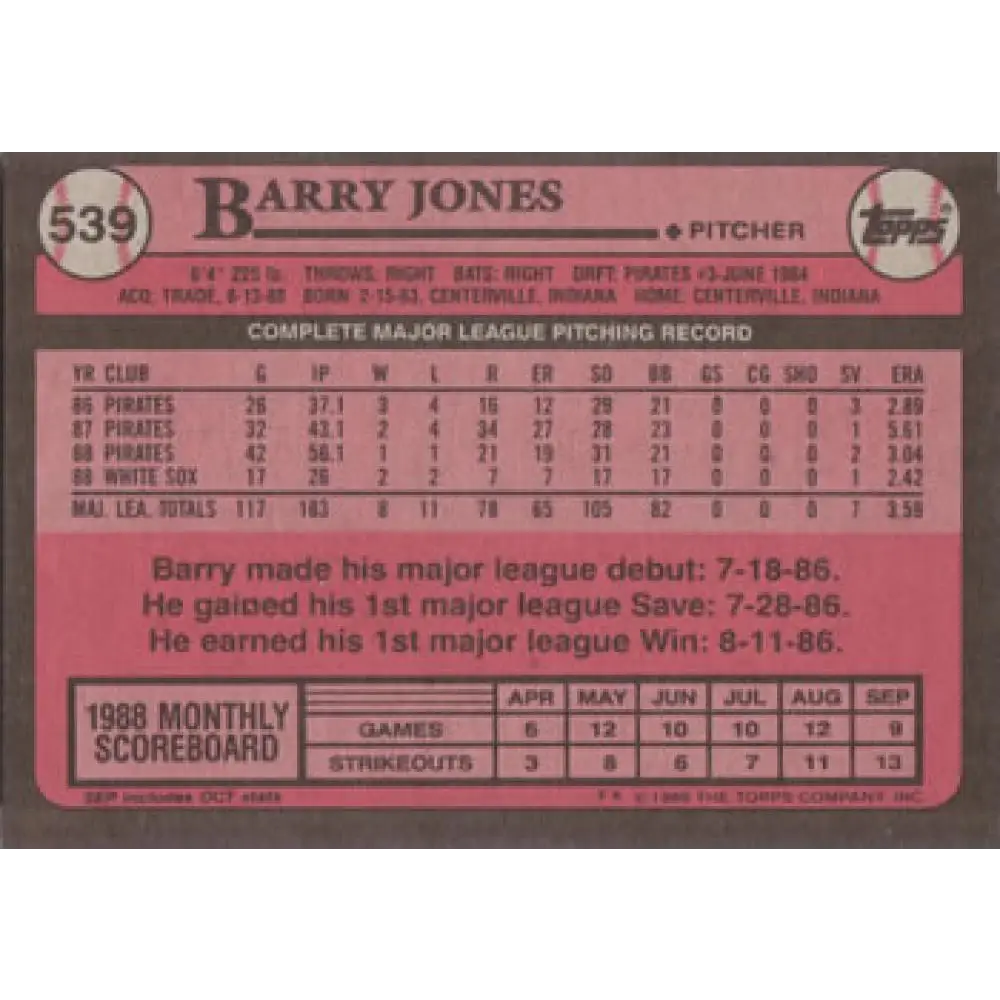 539 BARRY JONES PITCHER TOPPS®
6'4" 225 lb. THROWS: RIGHT BATS: RIGHT DRFT: PIRATES #3-JUNE 1984
ACQ: TRADE, 8-13-88 BORN 2-15-63, CENTERVILLE, INDIANA HOME: CENTERVILLE, INDIANA
COMPLETE MAJOR LEAGUE PITCHING RECORD
YR CLUB G IP W L R ER SO BB GS CG SHO SV ERA
86 PIRATES 26 37.1 3 4 16 12 29 21 0 0 0 3 2.89
87 PIRATES 32 43.1 2 4 34 27 28 23 0 0 0 1 5.61
88 PIRATES 42 56.1 1 1 21 19 31 21 0 0 0 2 3.04
88 WHITE SOX 17 26 2 2 7 7 17 17 0 0 0 1 2.42
MAJ. LEA. TOTALS 117 163 8 11 78 65 105 82 0 0 0 7 3.59
Barry made his major league debut: 7-18-86.
He gained his 1st major league Save: 7-28-86.
He earned his 1st major league Win: 8-11-86.
1988 MONTHLY SCOREBOARD
APR MAY JUN JUL AUG SEP
GAMES 6 12 10 10 12 9
STRIKEOUTS 3 8 6 7 11 13
SEP includes OCT stats © 1989 THE TOPPS COMPANY, INC.